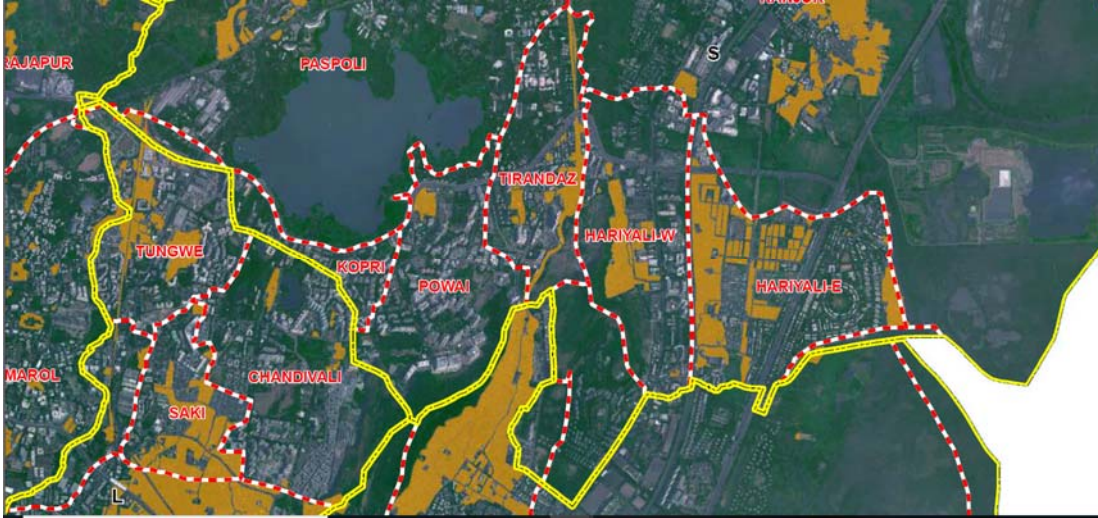 S
RAJAPUR
PASPOLI
TIRANDAZ
TUNGWE
HARIYALI-W
KOPRI
POWAI
HARIYALI-E
MAROL
CHANDIVALI
SAKI
L